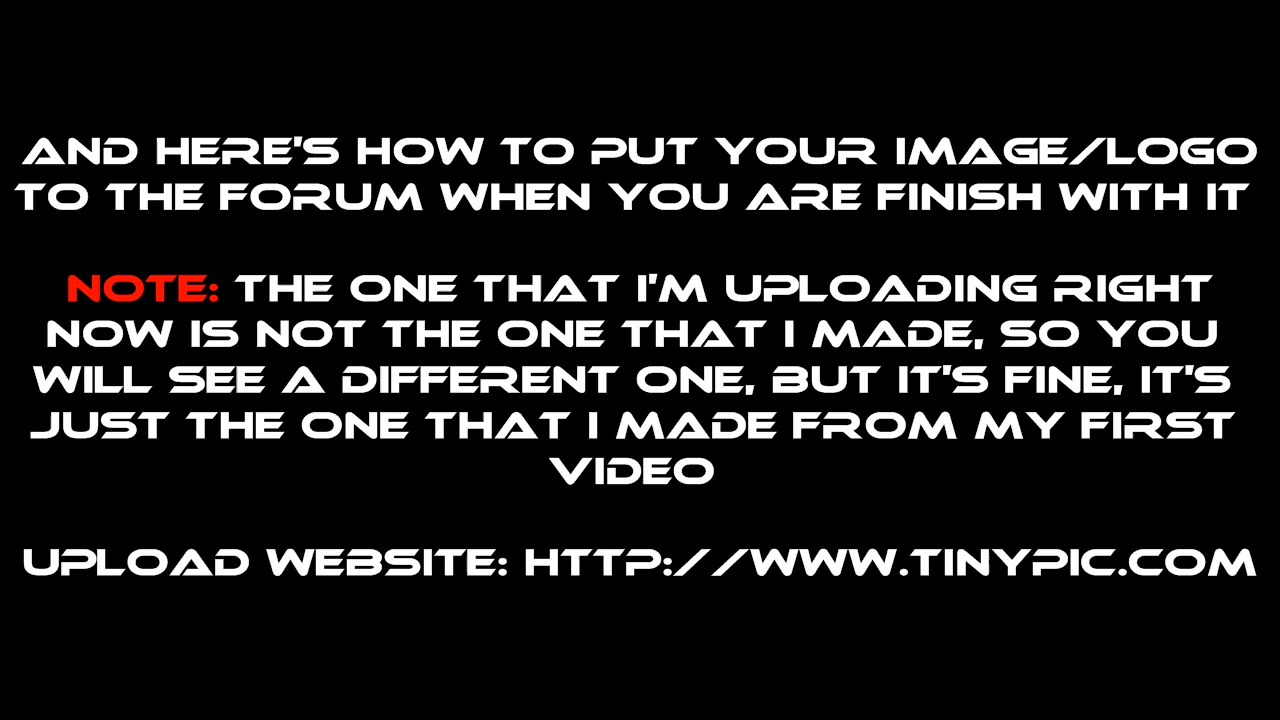 AND HERE'S HOW TO PUT YOUR IMAGE/LOGO
TO THE FORUM WHEN YOU ARE FINISH WITH IT
NOTE: THE ONE THAT I'M UPLOADING RIGHT
NOW IS NOT THE ONE THAT I MADE, SO YOU
WILL SEE A DIFFERENT ONE, BUT IT'S FINE, IT'S
JUST THE ONE THAT I MADE FROM MY FIRST
VIDEO
UPLOAD WEBSITE: HTTP://WWW.TINYPIC.COM